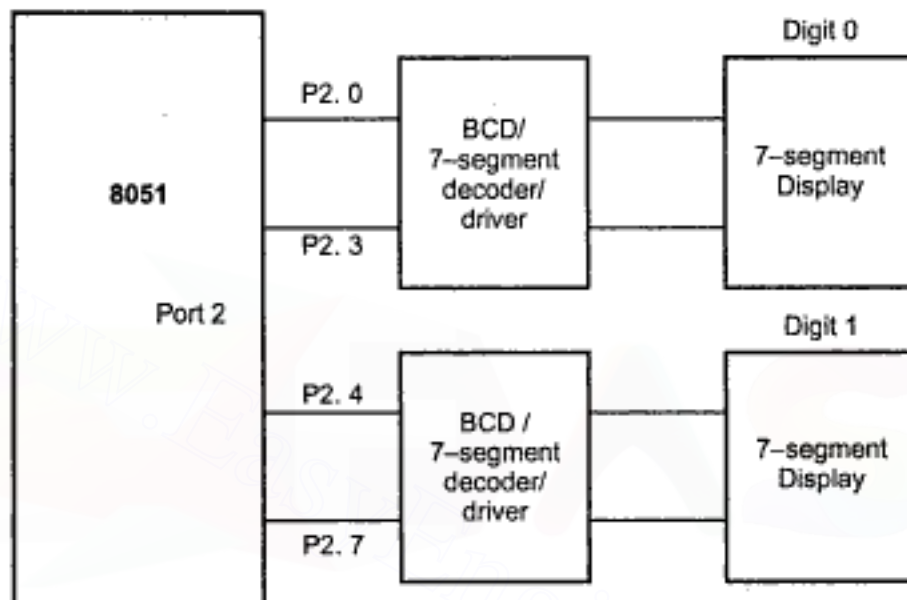 Digit 0
P2. 0
BCD/
7–segment
decoder/
driver
7–segment
Display
8051
P2. 3
Port 2
Digit 1
P2. 4
BCD /
7–segment
decoder/
driver
7–segment
Display
P2. 7